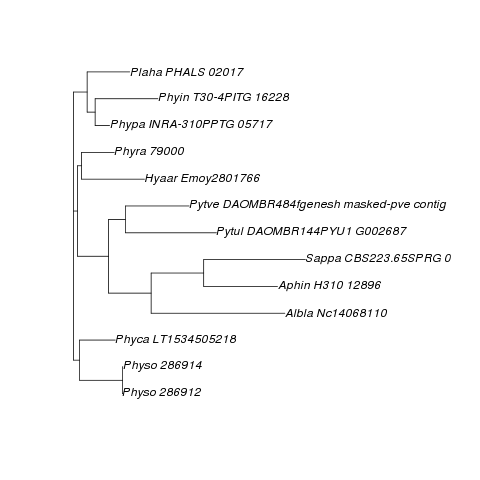 Plaha PHALS 02017
Phyin T30-4PITG 16228
Phypa INRA-310PPTG 05717
Phyra 79000
Hyaar Emoy2801766
Pytve DAOMBR484fgenesh masked-pve contig
Pytul DAOMBR144PYU1 G002687
Sappa CBS223.65SPRG 0
Aphin H310 12896
Albla Nc14068110
Phyca LT1534505218
Physo 286914
Physo 286912